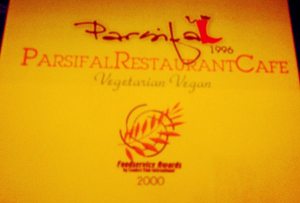 Parsifal
1996
PARSIFALRESTAURANTCAFE
Vegetarian Vegan
Foodservice Awards
2000